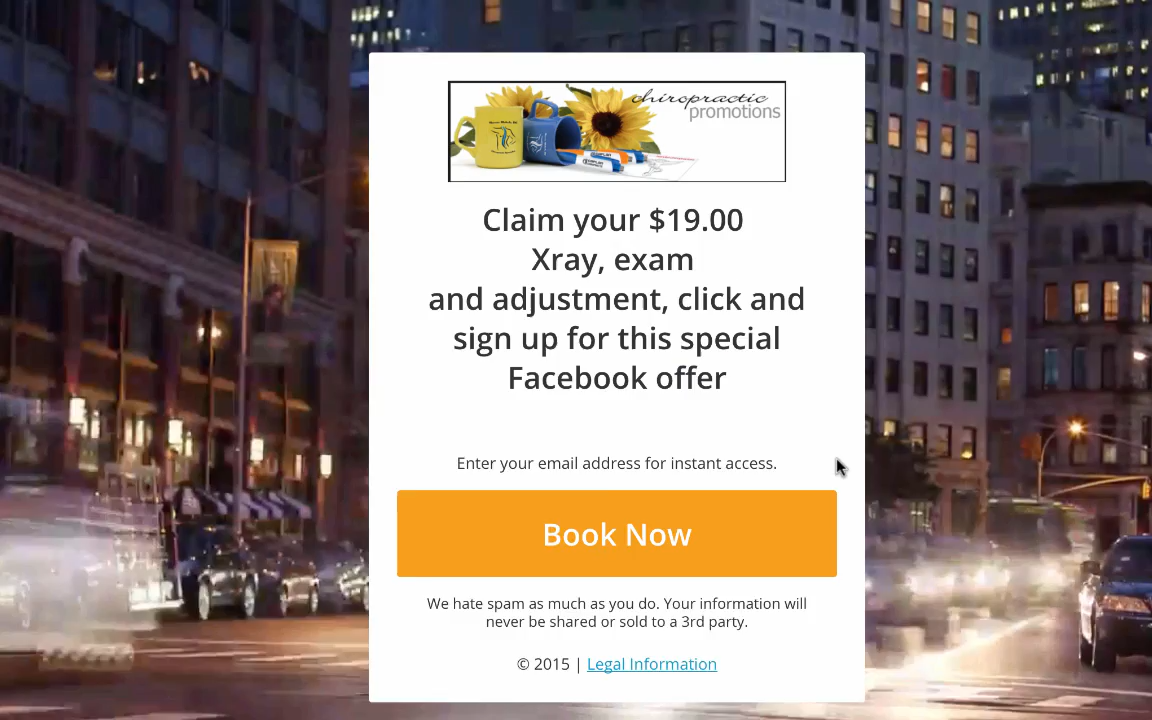 chiropractic
promotions
Claim your $19.00
Xray, exam
and adjustment, click and
sign up for this special
Facebook offer
Enter your email address for instant access.
Book Now
We hate spam as much as you do. Your information will
never be shared or sold to a 3rd party.
© 2015 | Legal Information